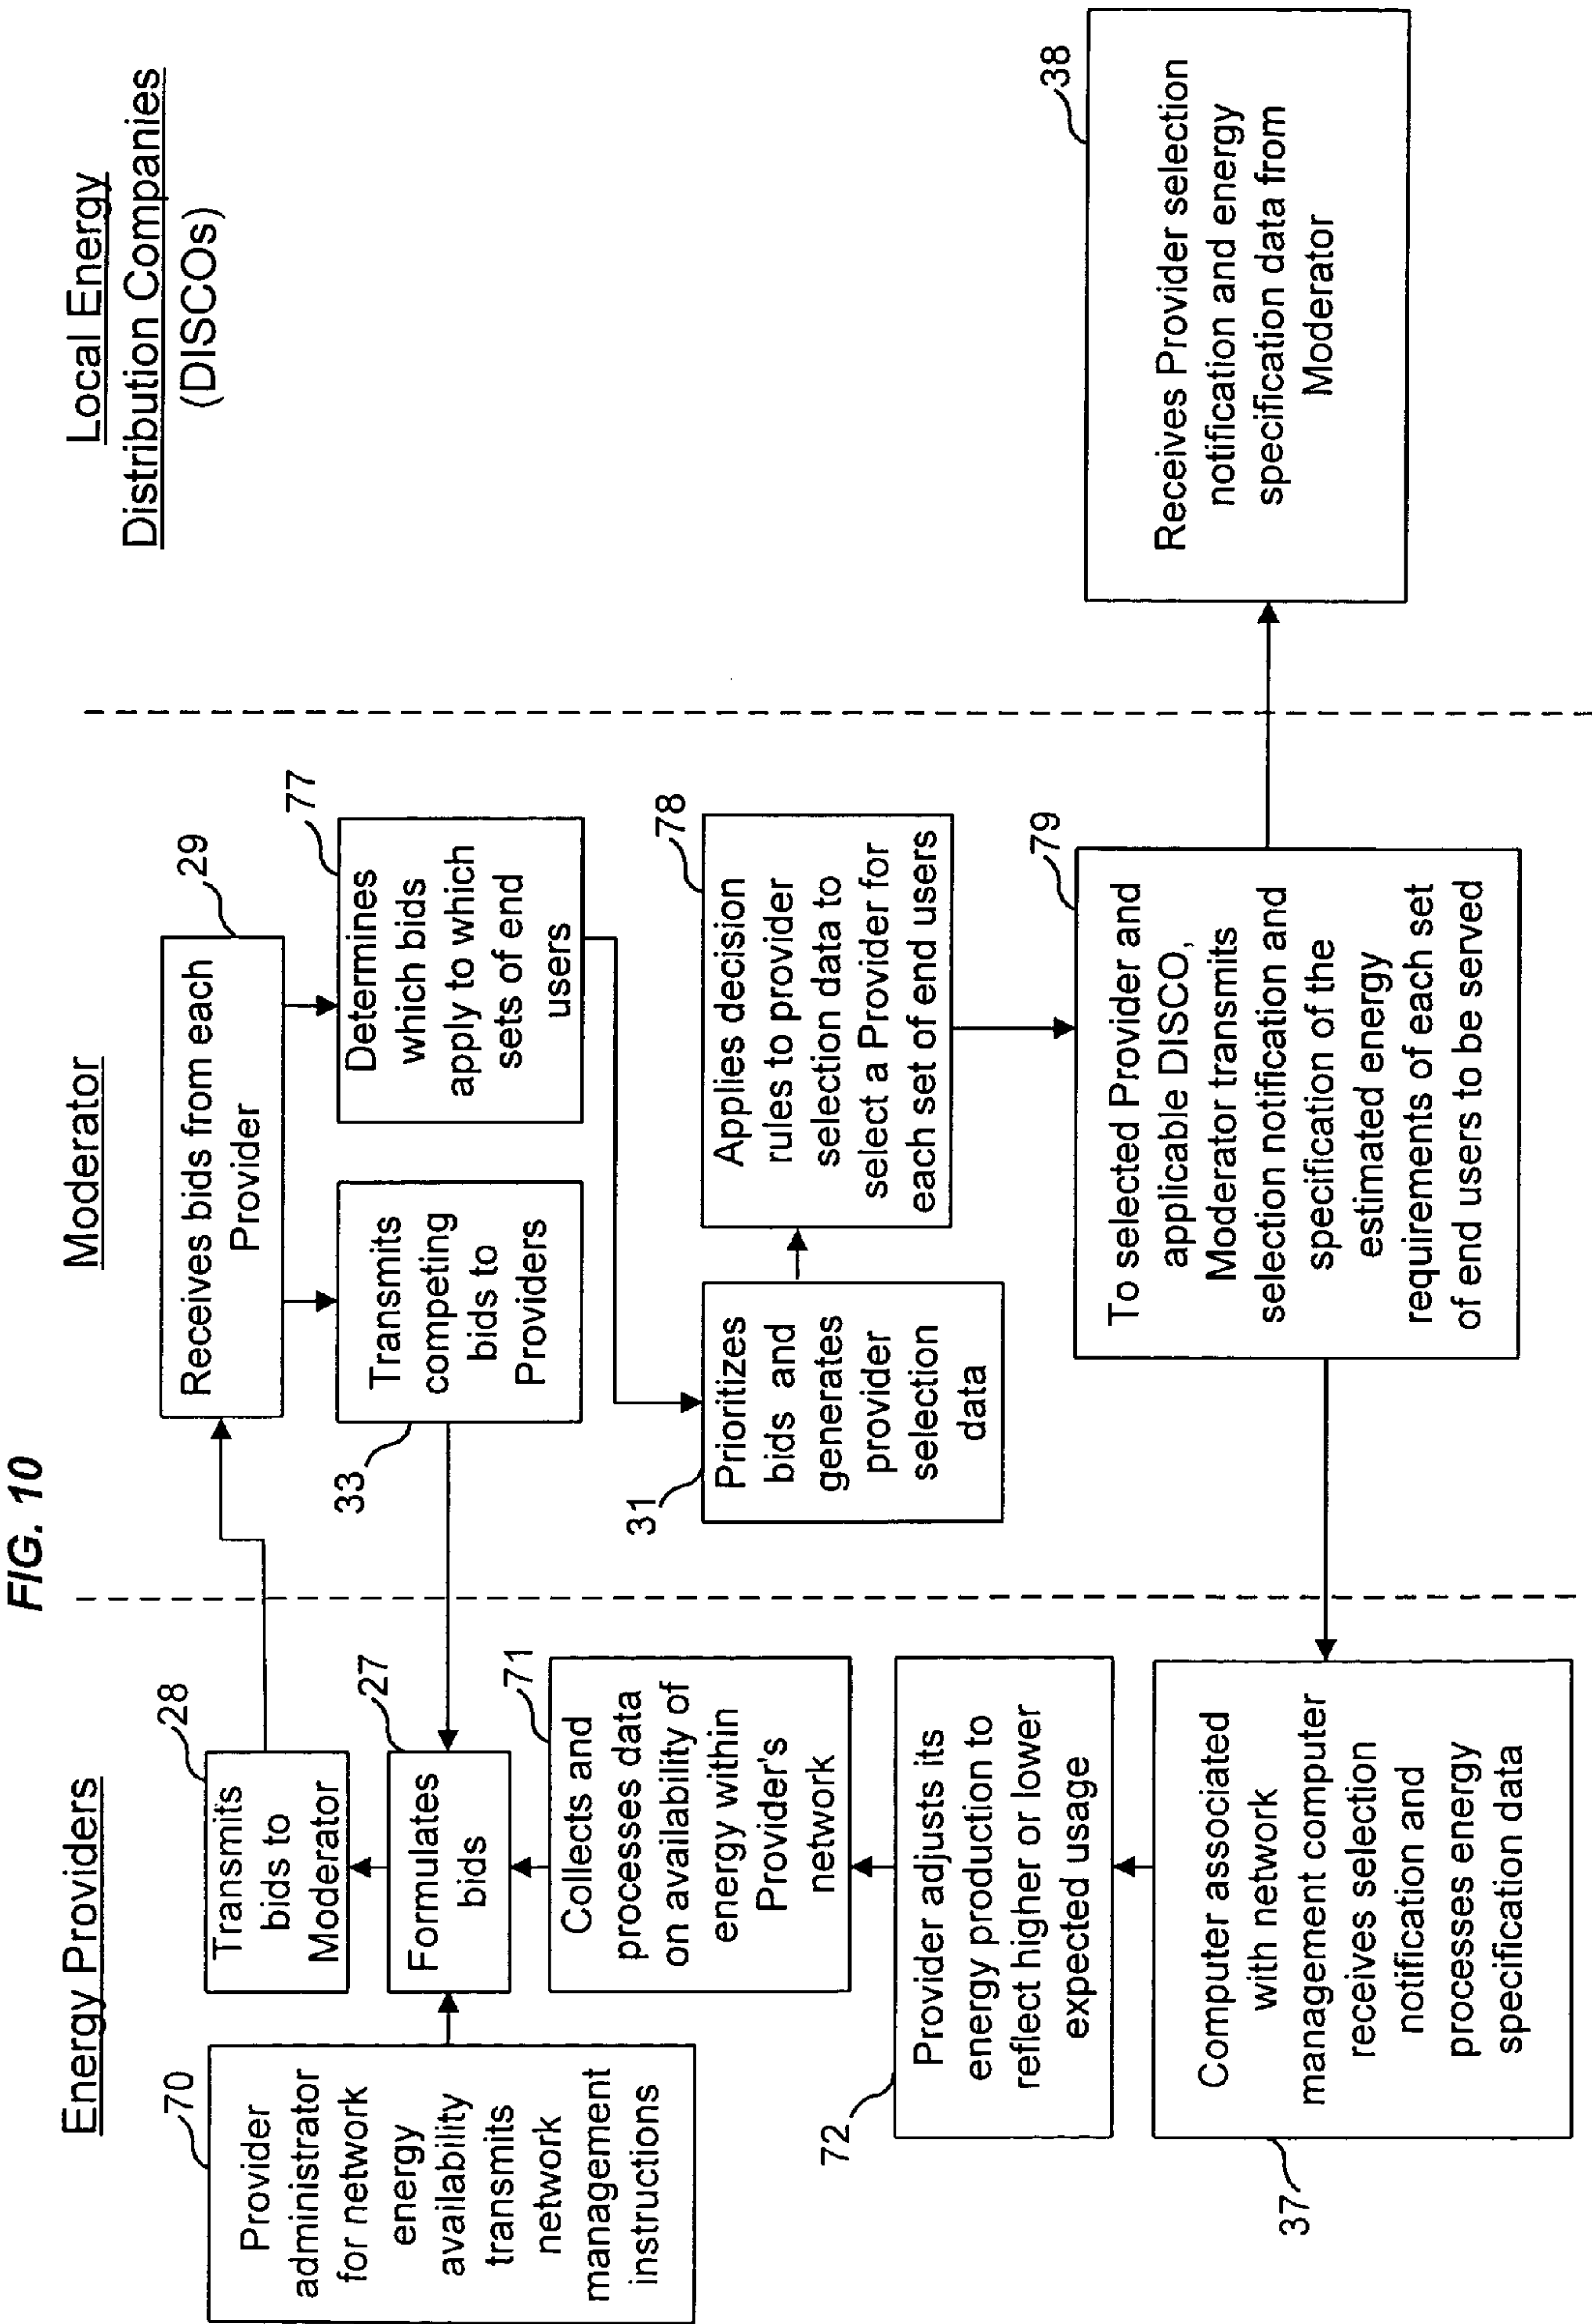 FIG. 10
Energy Providers
Moderator
Local Energy
Distribution Companies
(DISCOs)
70
Provider
administrator
for network
energy
availability
transmits
network
management
instructions
28
Transmits
bids to
Moderator
27
Formulates
bids
71
Collects and
processes data
on availability of
energy within
Provider's
network
72
Provider adjusts its
energy production to
reflect higher or lower
expected usage
37
Computer associated
with network
management computer
receives selection
notification and
processes energy
specification data
29
Receives bids from each
Provider
33
Transmits
competing
bids to
Providers
77
Determines
which bids
apply to which
sets of end
users
31
Prioritizes
bids and
generates
provider
selection
data
78
Applies decision
rules to provider
selection data to
select a Provider for
each set of end users
79
To selected Provider and
applicable DISCO,
Moderator transmits
selection notification and
specification of the
estimated energy
requirements of each set
of end users to be served
38
Receives Provider selection
notification and energy
specification data from
Moderator